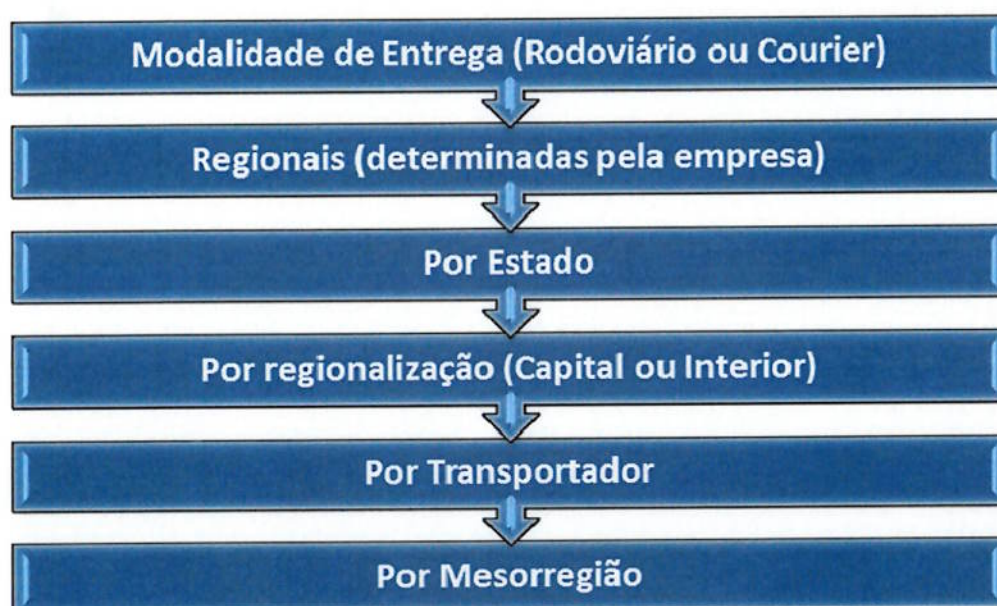 Modalidade de Entrega (Rodoviário ou Courier)
Regionais (determinadas pela empresa)
Por Estado
Por regionalização (Capital ou Interior)
Por Transportador
Por Mesorregião